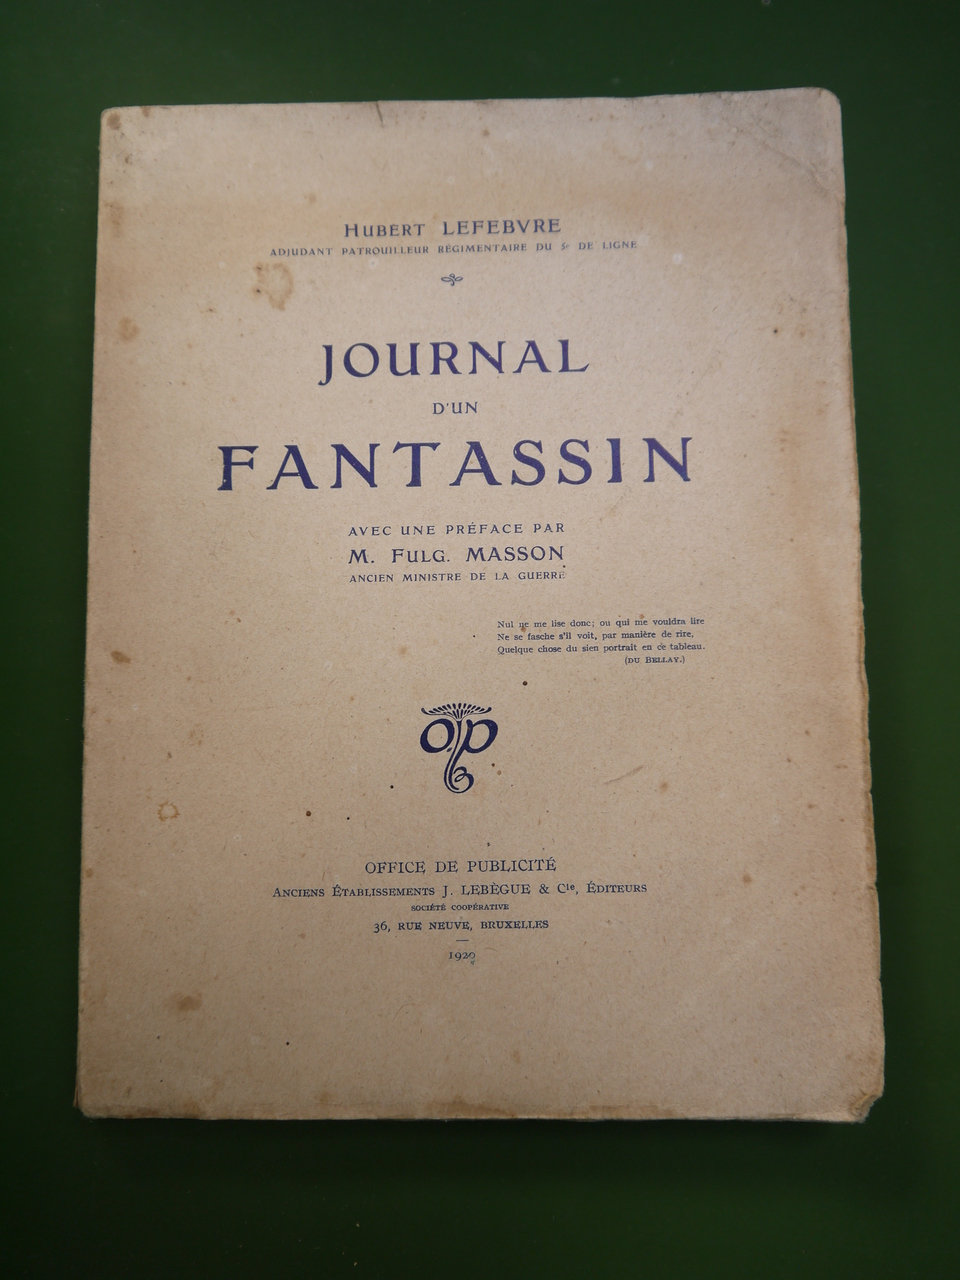 HUBERT LEFEBVRE
ADJUDANT PATROUILLEUR RÉGIMENTAIRE DU 5e DE LIGNE
JOURNAL
D'UN
FANTASSIN
AVEC UNE PRÉFACE PAR
M. FULG. MASSON
ANCIEN MINISTRE DE LA GUERRE
Nul ne me lise donc; ou qui me vouldra lire
Ne se fasche s'il voit, par manière de rire,
Quelque chose du sien portrait en ce tableau.
(DU BELLAY.)
OP
OFFICE DE PUBLICITÉ
ANCIENS ÉTABLISSEMENTS J. LEBÈGUE & Cie, ÉDITEURS
SOCIÉTÉ COOPÉRATIVE
36, RUE NEUVE, BRUXELLES
1920